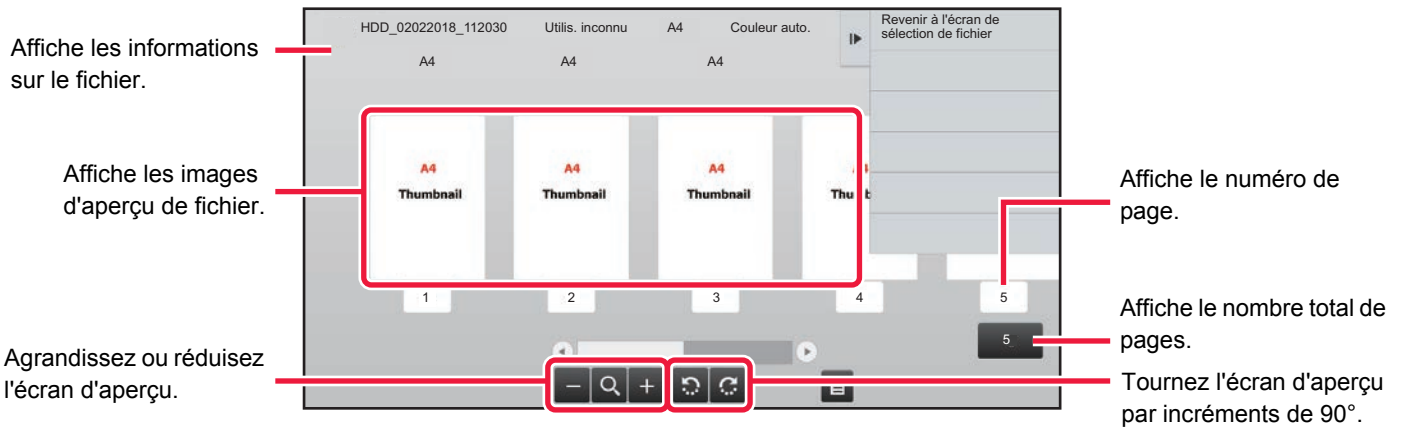 HDD_02022018_112030 Utilis. inconnu A4 Couleur auto.
Revenir à l'écran de
sélection de fichier
A4 A4 A4
Affiche les informations
sur le fichier.
A4 A4 A4
Thumbnail Thumbnail Thumbnail
Affiche les images
d'aperçu de fichier.
Affiche le numéro de
page.
1 2 3 4 5
Affiche le nombre total de
pages.
5
Agrandissez ou réduisez
l'écran d'aperçu.
Tournez l'écran d'aperçu
par incréments de 90°.